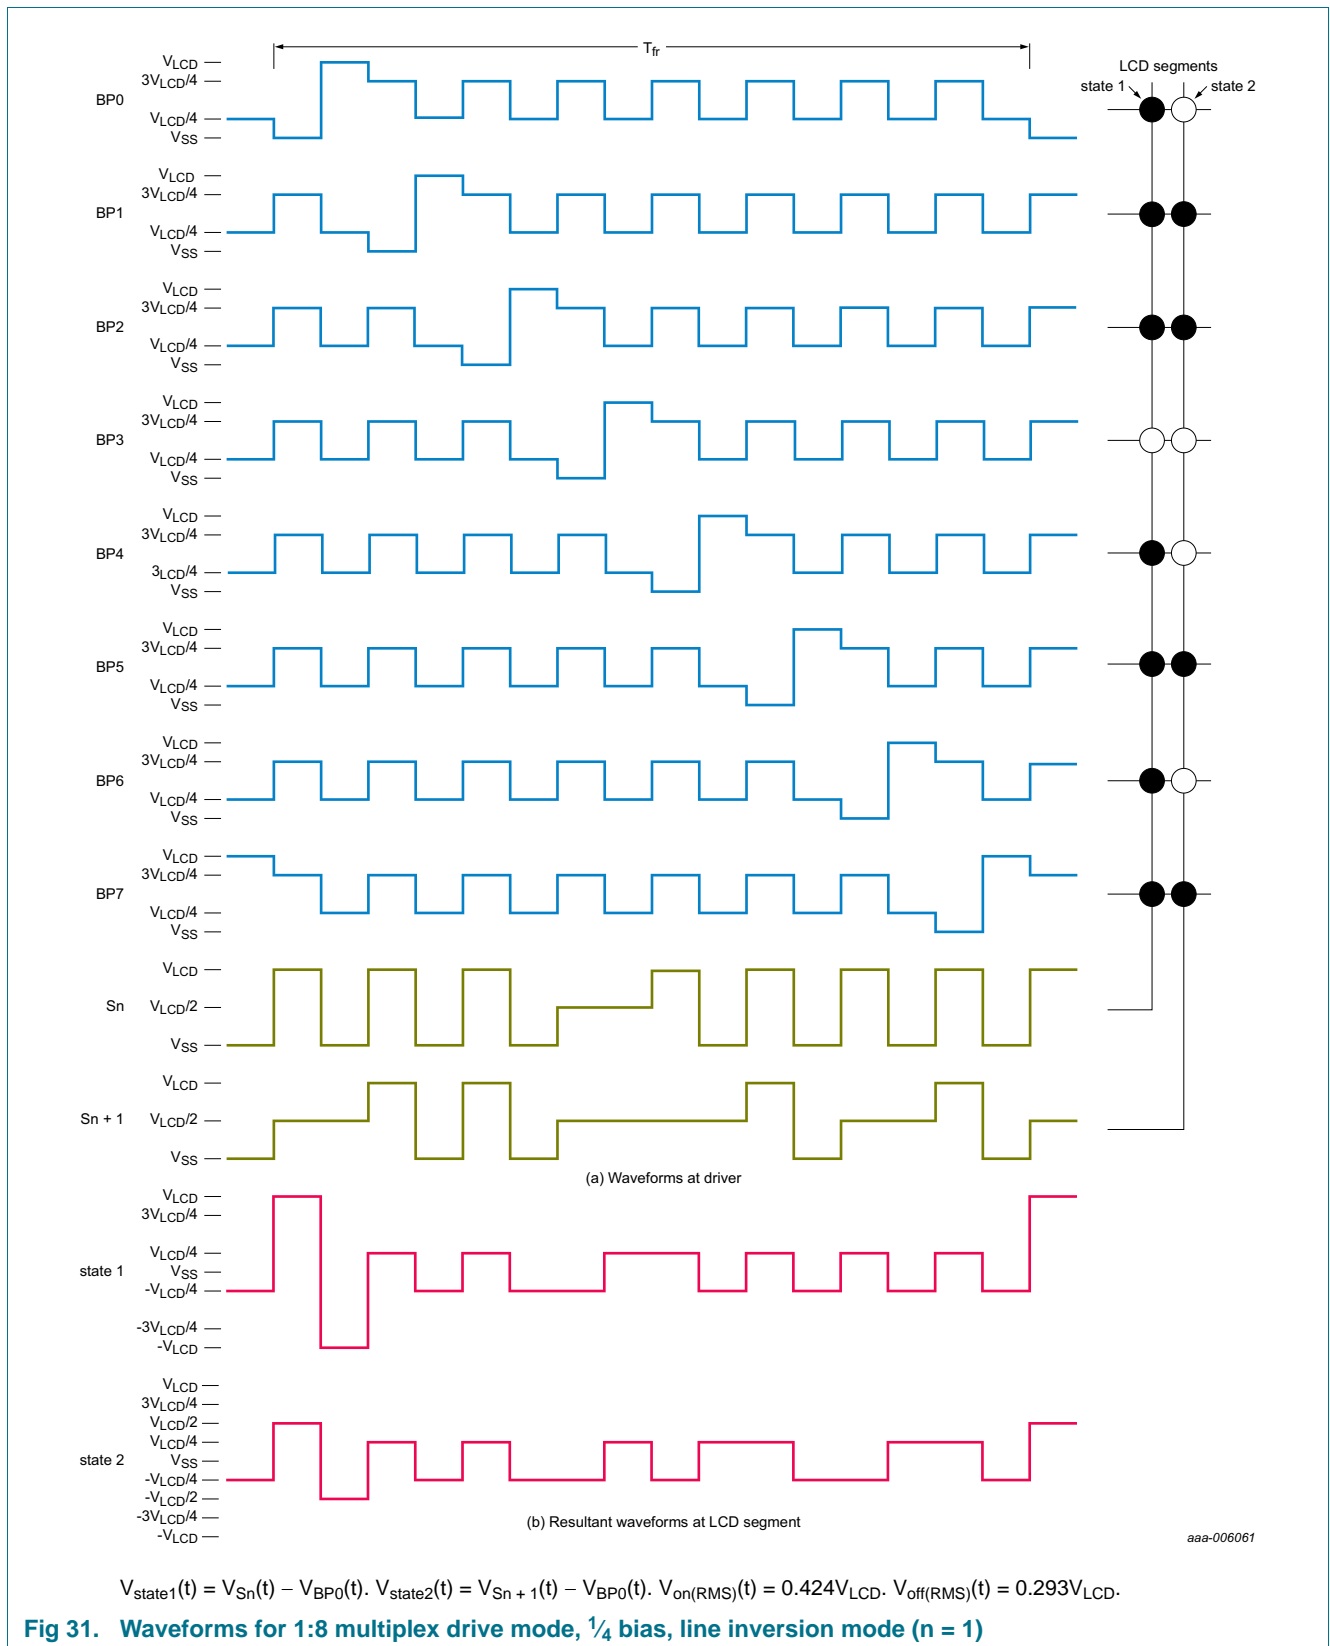 Tfr
LCD segments
state 1 state 2
BP0
VLCD
3VLCD/4
VLCD/4
VSS
BP1
VLCD
3VLCD/4
VLCD/4
VSS
BP2
VLCD
3VLCD/4
VLCD/4
VSS
BP3
VLCD
3VLCD/4
VLCD/4
VSS
BP4
VLCD
3VLCD/4
3LCD/4
VSS
BP5
VLCD
3VLCD/4
VLCD/4
VSS
BP6
VLCD
3VLCD/4
VLCD/4
VSS
BP7
VLCD
3VLCD/4
VLCD/4
VSS
Sn
VLCD
VLCD/2
VSS
Sn + 1
VLCD
VLCD/2
VSS
(a) Waveforms at driver
state 1
VLCD
3VLCD/4
VLCD/4
VSS
-VLCD/4
-3VLCD/4
-VLCD
state 2
VLCD
3VLCD/4
VLCD/2
VLCD/4
VSS
-VLCD/4
-VLCD/2
-3VLCD/4
-VLCD
(b) Resultant waveforms at LCD segment
aaa-006061
Vstate1(t) = VSn(t) − VBP0(t). Vstate2(t) = VSn + 1(t) − VBP0(t). Von(RMS)(t) = 0.424VLCD. Voff(RMS)(t) = 0.293VLCD.
Fig 31. Waveforms for 1:8 multiplex drive mode, 1⁄4 bias, line inversion mode (n = 1)